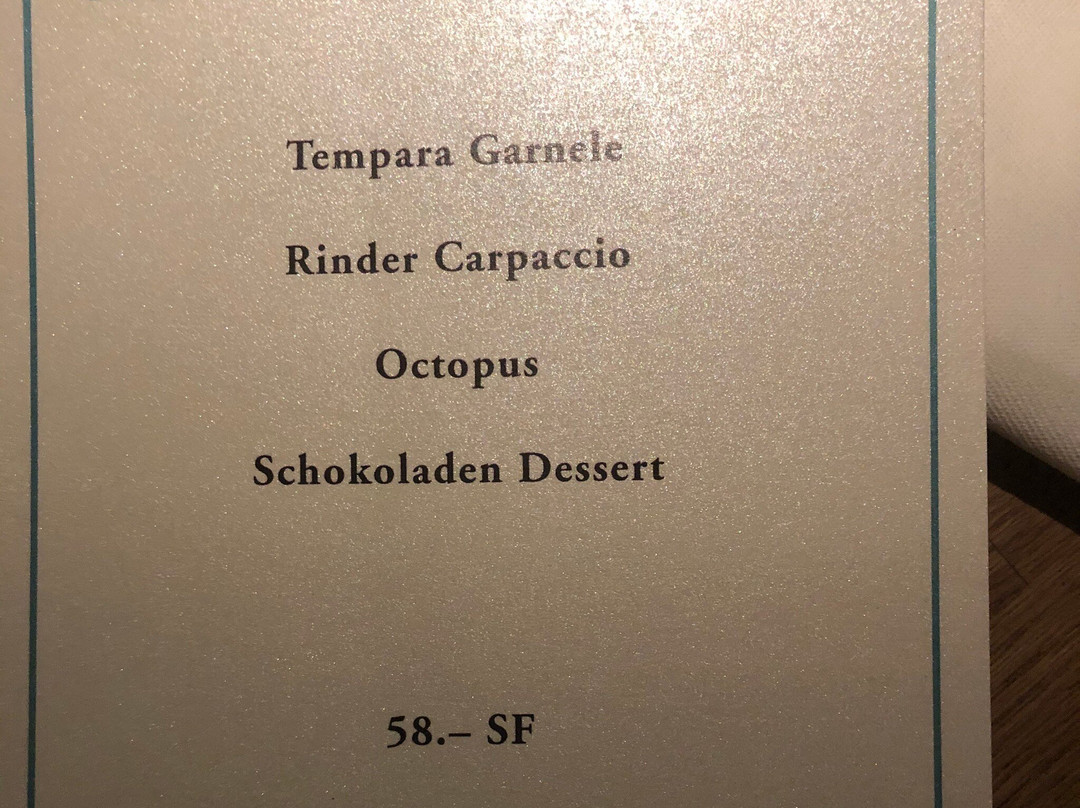 Tempara Garnele
Rinder Carpaccio
Octopus
Schokoladen Dessert
58.– SF